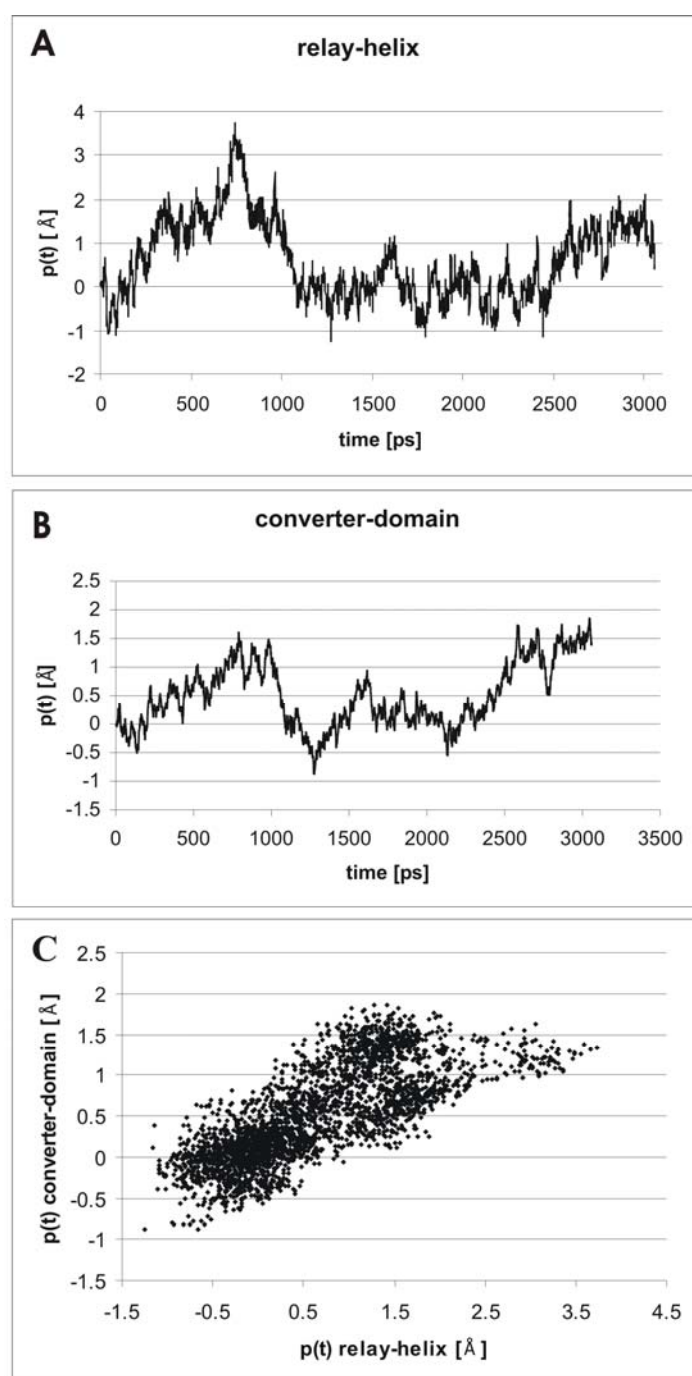 A
relay-helix
p(t) [Å]
4
3
2
1
0
-1
-2
0 500 1000 1500 2000 2500 3000
time [ps]
B
converter-domain
p(t) [Å]
2.5
2
1.5
1
0.5
0
-0.5
-1
-1.5
0 500 1000 1500 2000 2500 3000 3500
time [ps]
C
p(t) converter-domain [Å]
2.5
2
1.5
1
0.5
0
-0.5
-1
-1.5
-1.5 -0.5 0.5 1.5 2.5 3.5 4.5
p(t) relay-helix [Å]